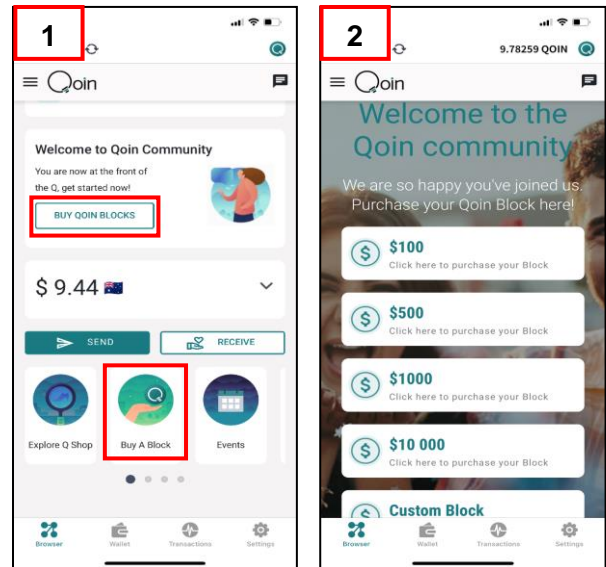 1
Qoin
Welcome to Qoin Community
You are now at the front of
the Q, get started now!
BUY QOIN BLOCKS
$ 9.44
SEND
RECEIVE
Explore Q Shop
Buy A Block
Events
Browser
Wallet
Transactions
Settings
2
9.78259 QOIN
Qoin
Welcome to the
Qoin community
We are so happy you've joined us.
Purchase your Qoin Block here!
$100
Click here to purchase your Block
$500
Click here to purchase your Block
$1000
Click here to purchase your Block
$10 000
Click here to purchase your Block
Custom Block
Browser
Wallet
Transactions
Settings